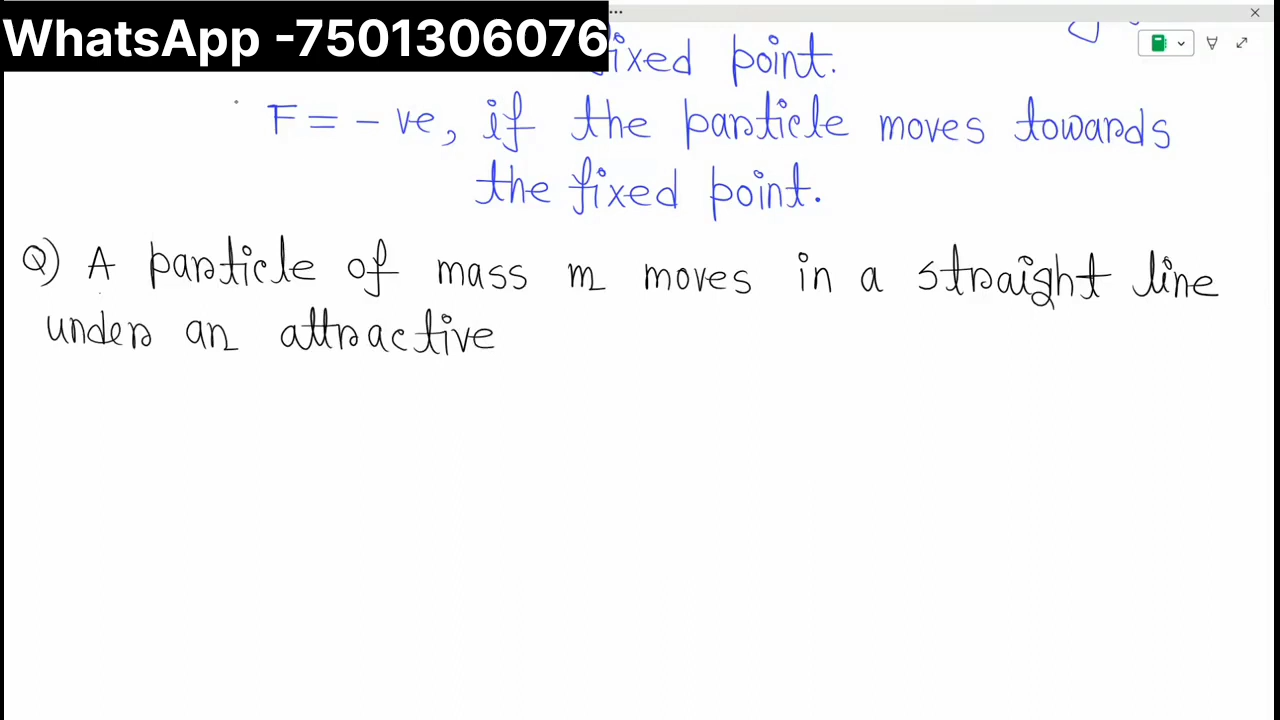 WhatsApp -7501306076
fixed point.
F = - ve, if the particle moves towards
the fixed point.
Q) A particle of mass m moves in a straight line
under an attractive